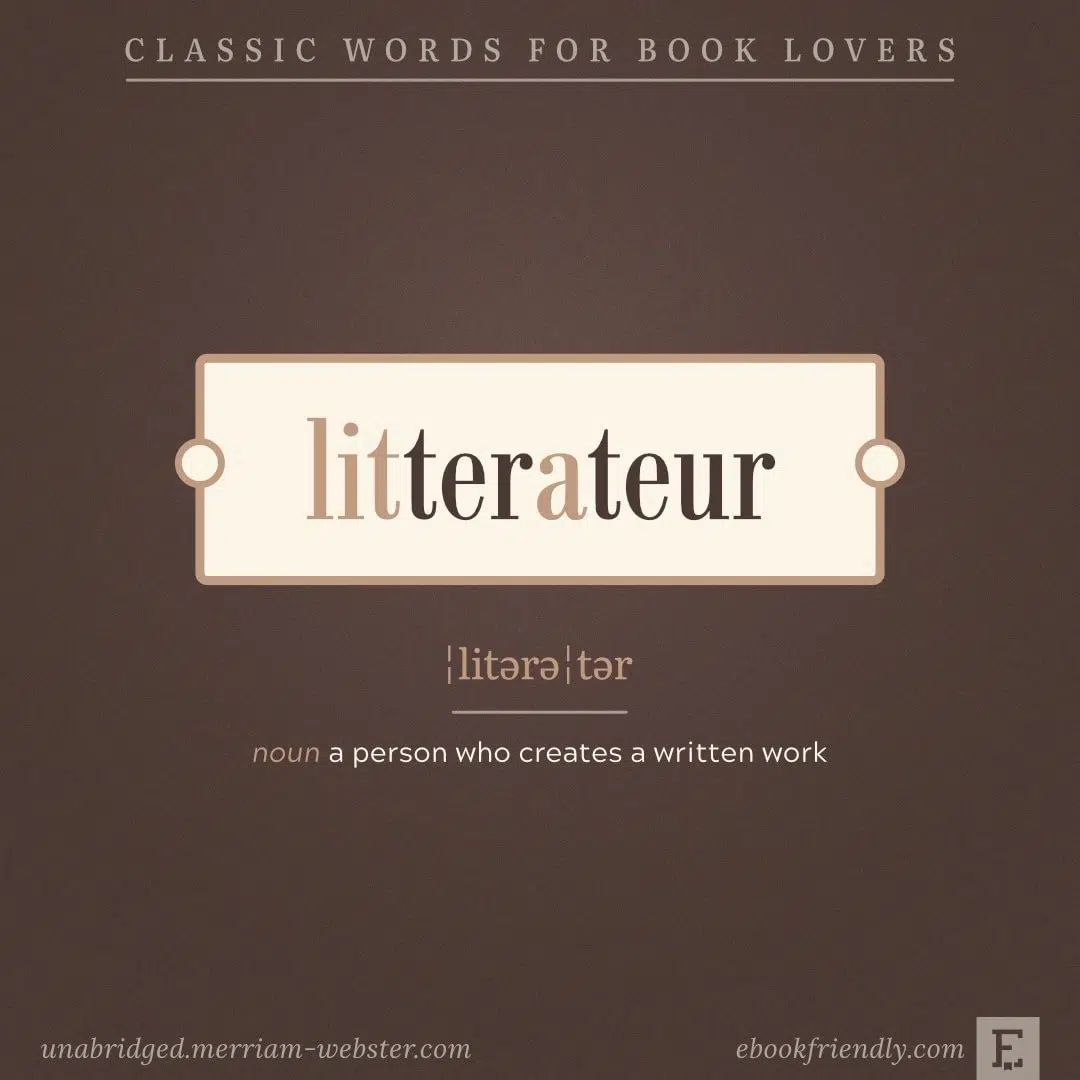 CLASSIC WORDS FOR BOOK LOVERS
litterateur
¦litərə¦tər
noun a person who creates a written work
unabridged.merriam-webster.com
ebookfriendly.com E